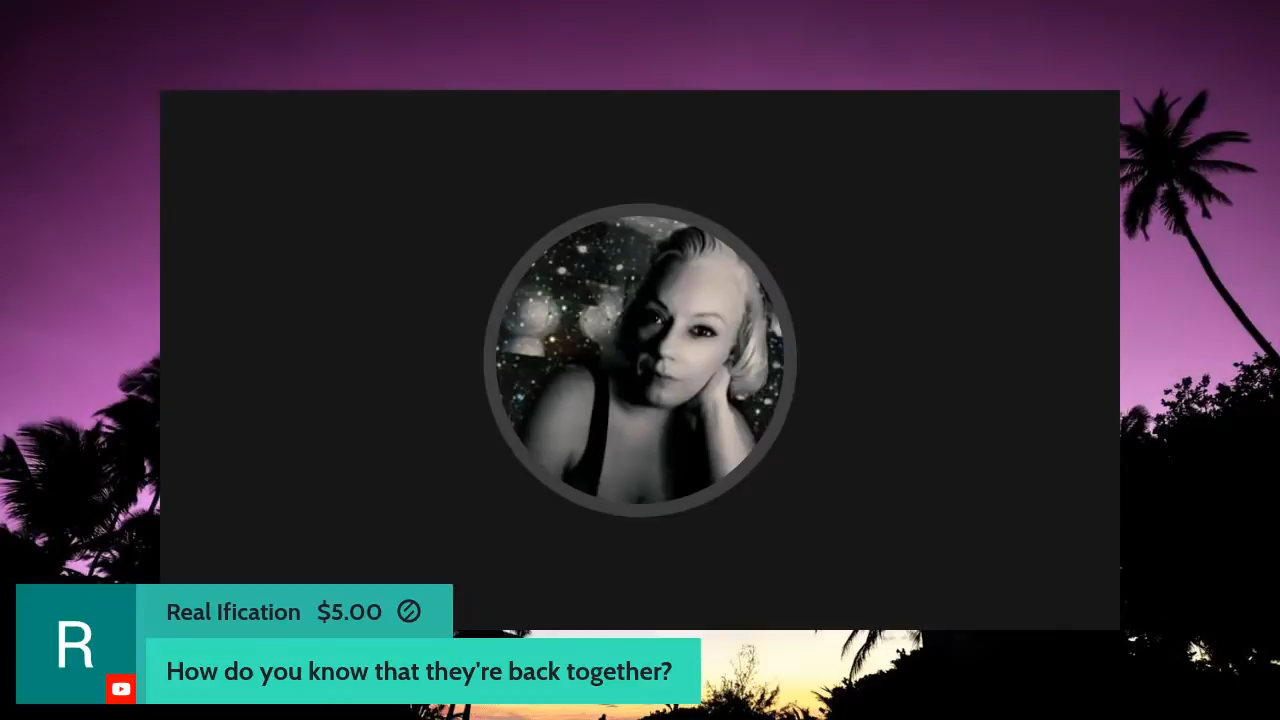 R
Real Ification $5.00
How do you know that they're back together?